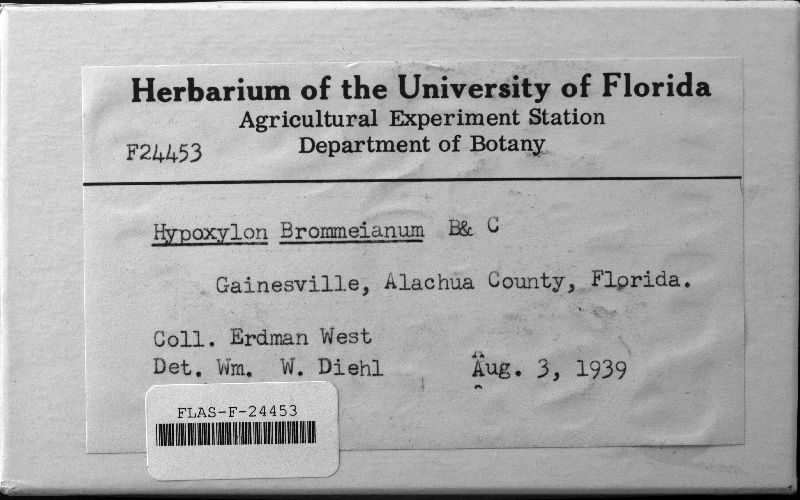 Herbarium of the University of Florida
Agricultural Experiment Station
Department of Botany
F24453
Hypoxylon Brommeianum B& C
Gainesville, Alachua County, Florida.
Coll. Erdman West
Det. Wm. W. Diehl Aug. 3, 1939
FLAS-F-24453